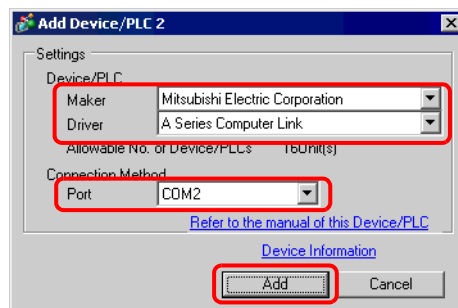 Add Device/PLC 2
Settings
Device/PLC
Maker Mitsubishi Electric Corporation
Driver A Series Computer Link
Allowable No. of Device/PLCs 16Unit(s)
Connection Method
Port COM2
Refer to the manual of this Device/PLC
Device Information
Add Cancel